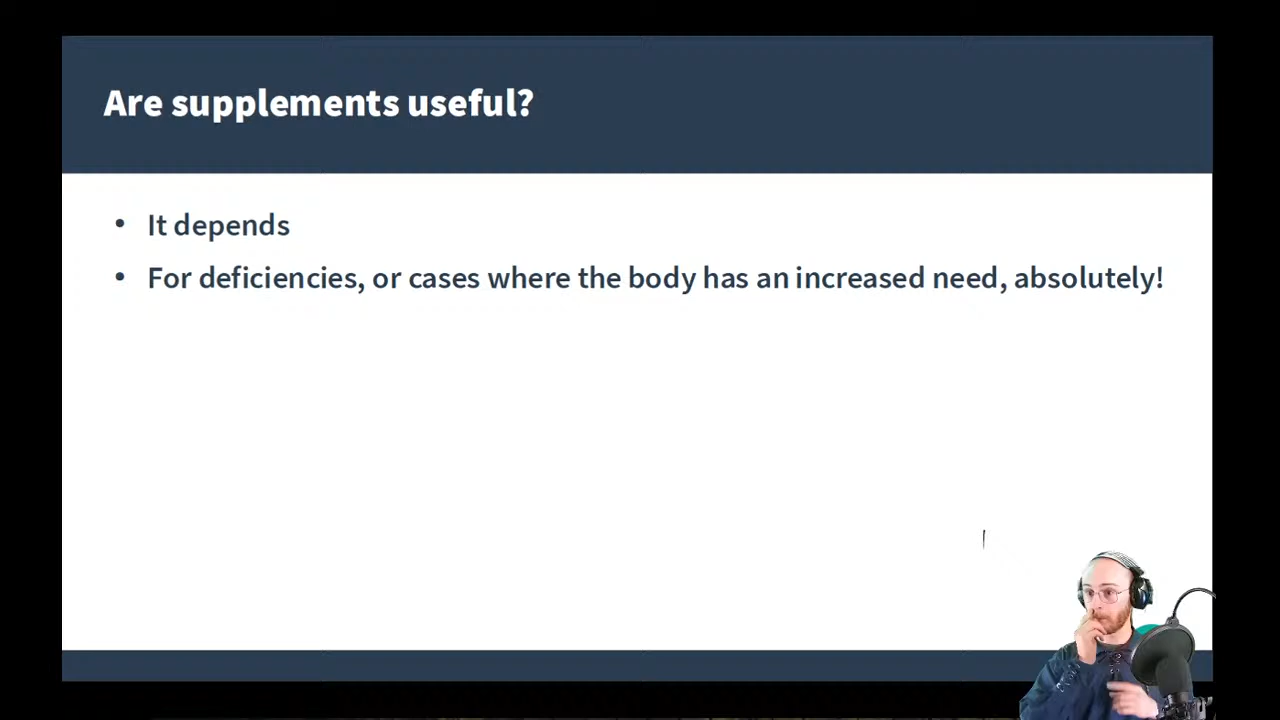 Are supplements useful?
• It depends
• For deficiencies, or cases where the body has an increased need, absolutely!